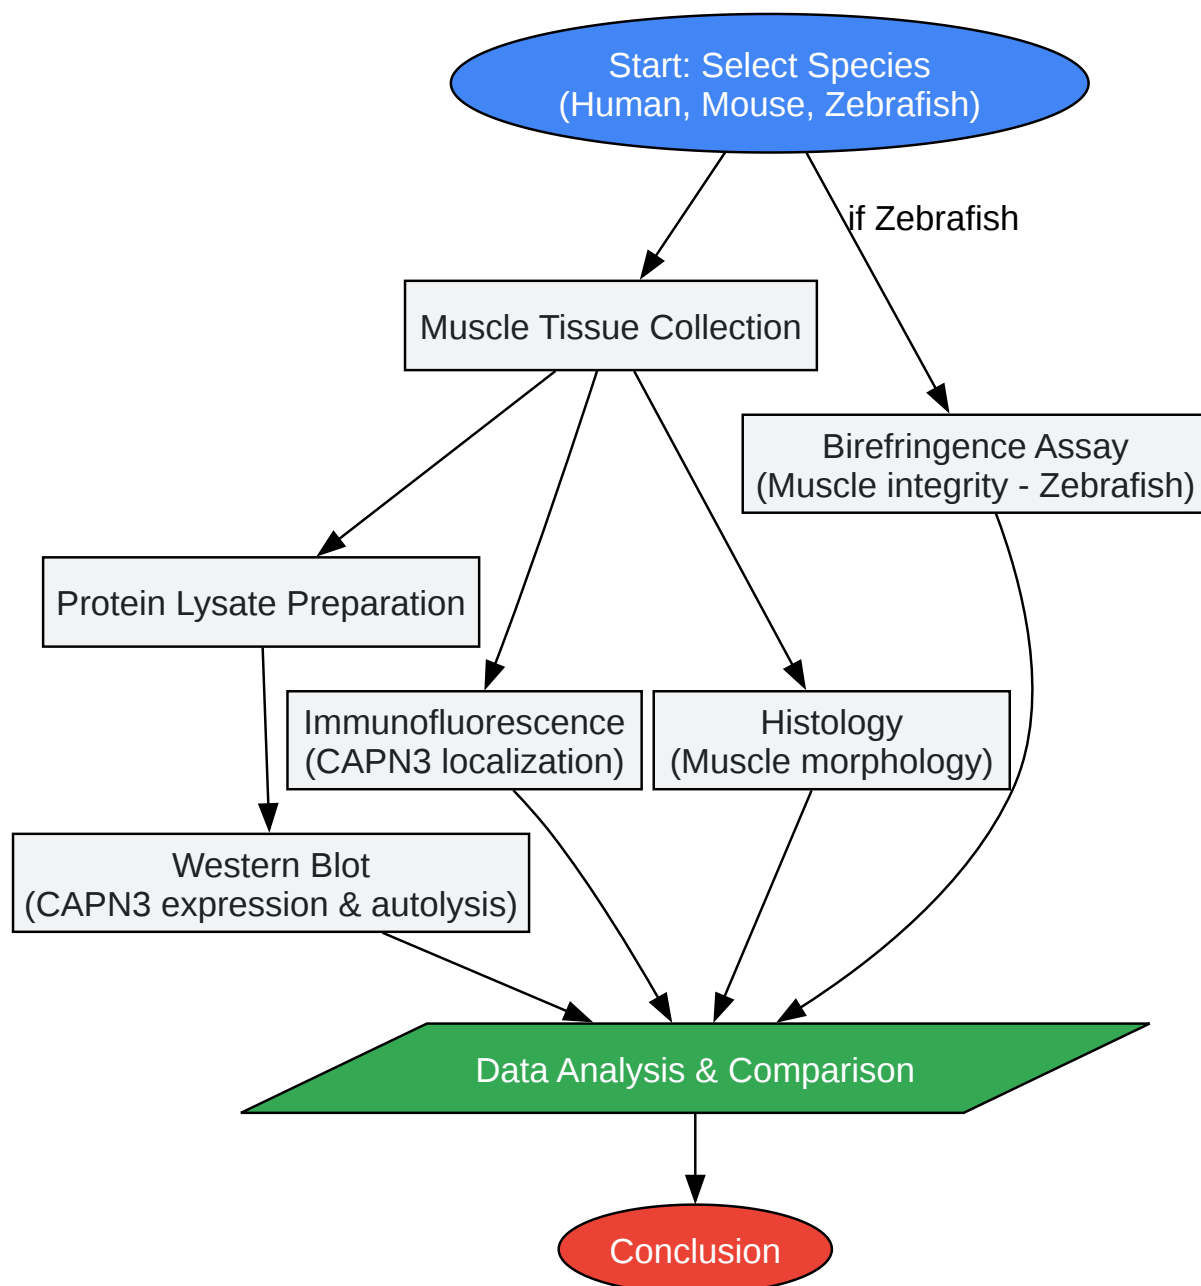 Start: Select Species
(Human, Mouse, Zebrafish)
if Zebrafish
Muscle Tissue Collection
Birefringence Assay
(Muscle integrity - Zebrafish)
Protein Lysate Preparation
Immunofluorescence
(CAPN3 localization)
Histology
(Muscle morphology)
Western Blot
(CAPN3 expression & autolysis)
Data Analysis & Comparison
Conclusion